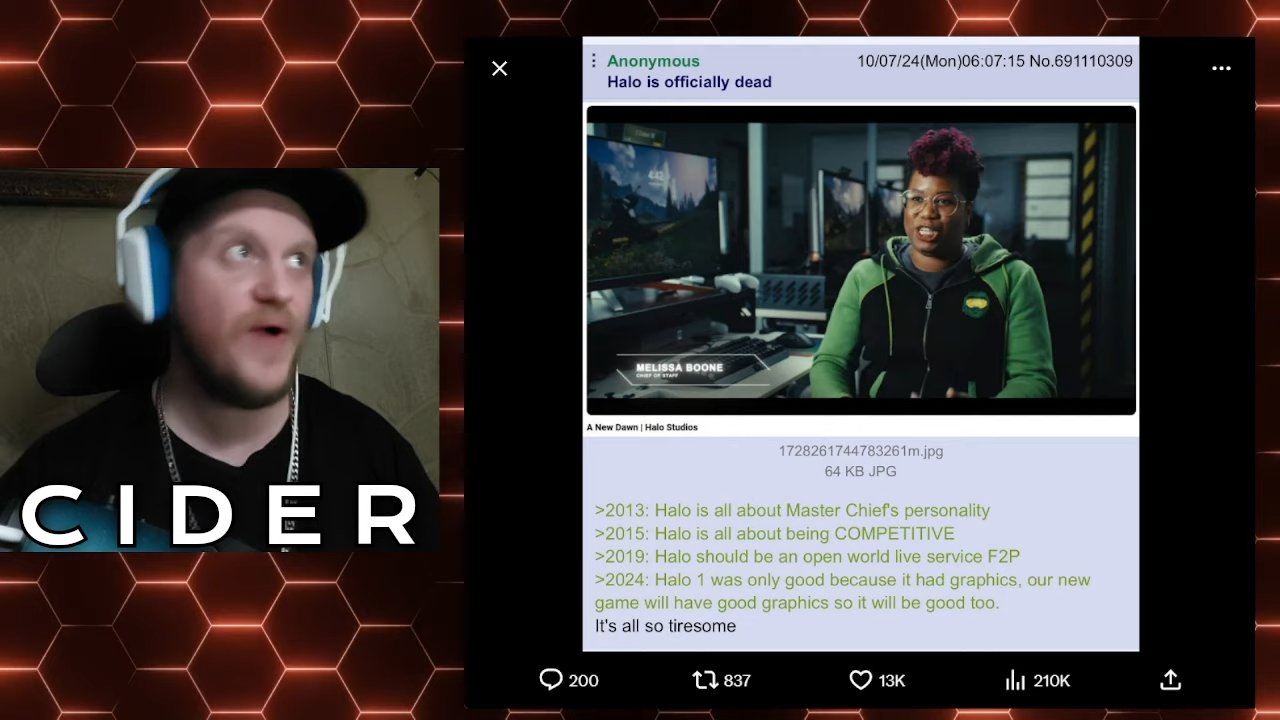 Anonymous 10/07/24(Mon)06:07:15 No.691110309
Halo is officially dead
4:42
MELISSA BOONE
CHIEF OF STAFF
A New Dawn | Halo Studios
1728261744783261m.jpg
64 KB JPG
>2013: Halo is all about Master Chief's personality
>2015: Halo is all about being COMPETITIVE
>2019: Halo should be an open world live service F2P
>2024: Halo 1 was only good because it had graphics, our new
game will have good graphics so it will be good too.
It's all so tiresome
200 837 13K 210K
CIDER